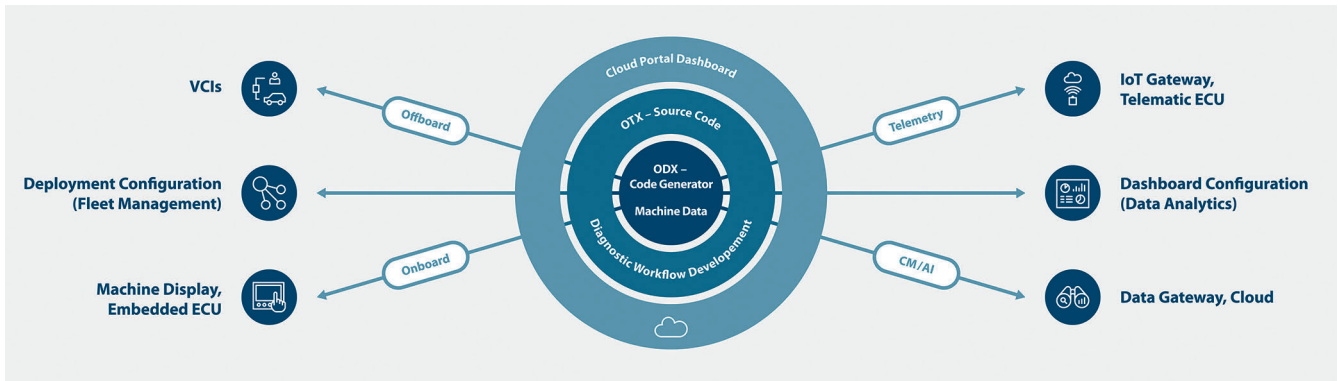 VCIs
Offboard
Deployment Configuration
(Fleet Management)
Onboard
Machine Display,
Embedded ECU
Cloud Portal Dashboard
OTX – Source Code
ODX –
Code Generator
Machine Data
Diagnostic Workflow Developement
Telemetry
IoT Gateway,
Telematic ECU
Dashboard Configuration
(Data Analytics)
CM/AI
Data Gateway, Cloud